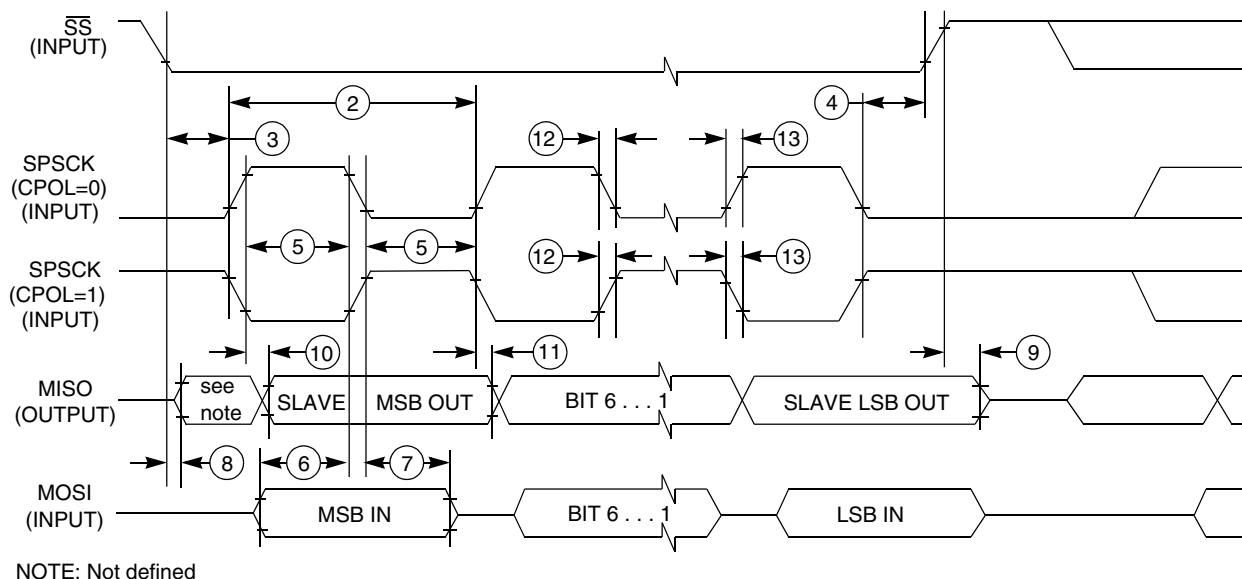 SS
(INPUT)
2
4
3
12
13
SPSCK
(CPOL=0)
(INPUT)
5
5
SPSCK
(CPOL=1)
(INPUT)
12
13
10
11
9
MISO
(OUTPUT)
see
note
SLAVE
MSB OUT
BIT 6 . . . 1
SLAVE LSB OUT
8
6
7
MOSI
(INPUT)
MSB IN
BIT 6 . . . 1
LSB IN
NOTE: Not defined